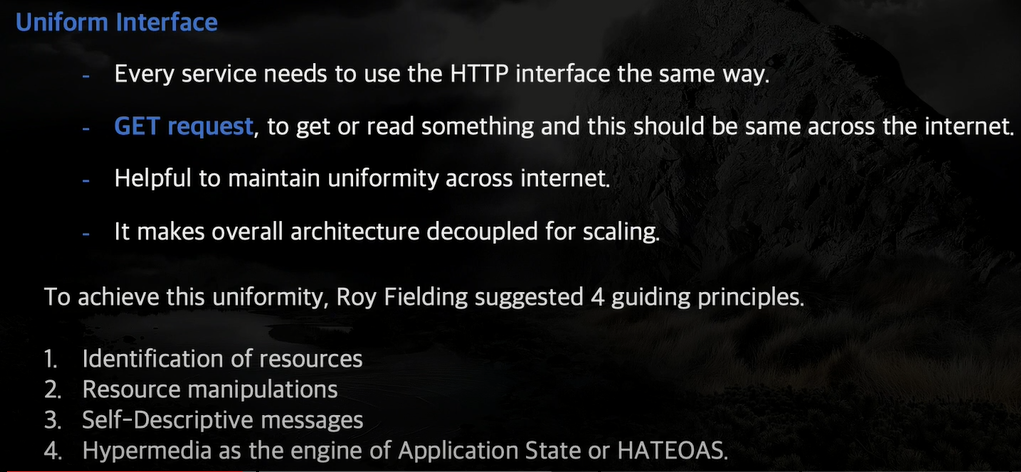 Uniform Interface
- Every service needs to use the HTTP interface the same way.
- GET request, to get or read something and this should be same across the internet.
- Helpful to maintain uniformity across internet.
- It makes overall architecture decoupled for scaling.
To achieve this uniformity, Roy Fielding suggested 4 guiding principles.
1. Identification of resources
2. Resource manipulations
3. Self-Descriptive messages
4. Hypermedia as the engine of Application State or HATEOAS.